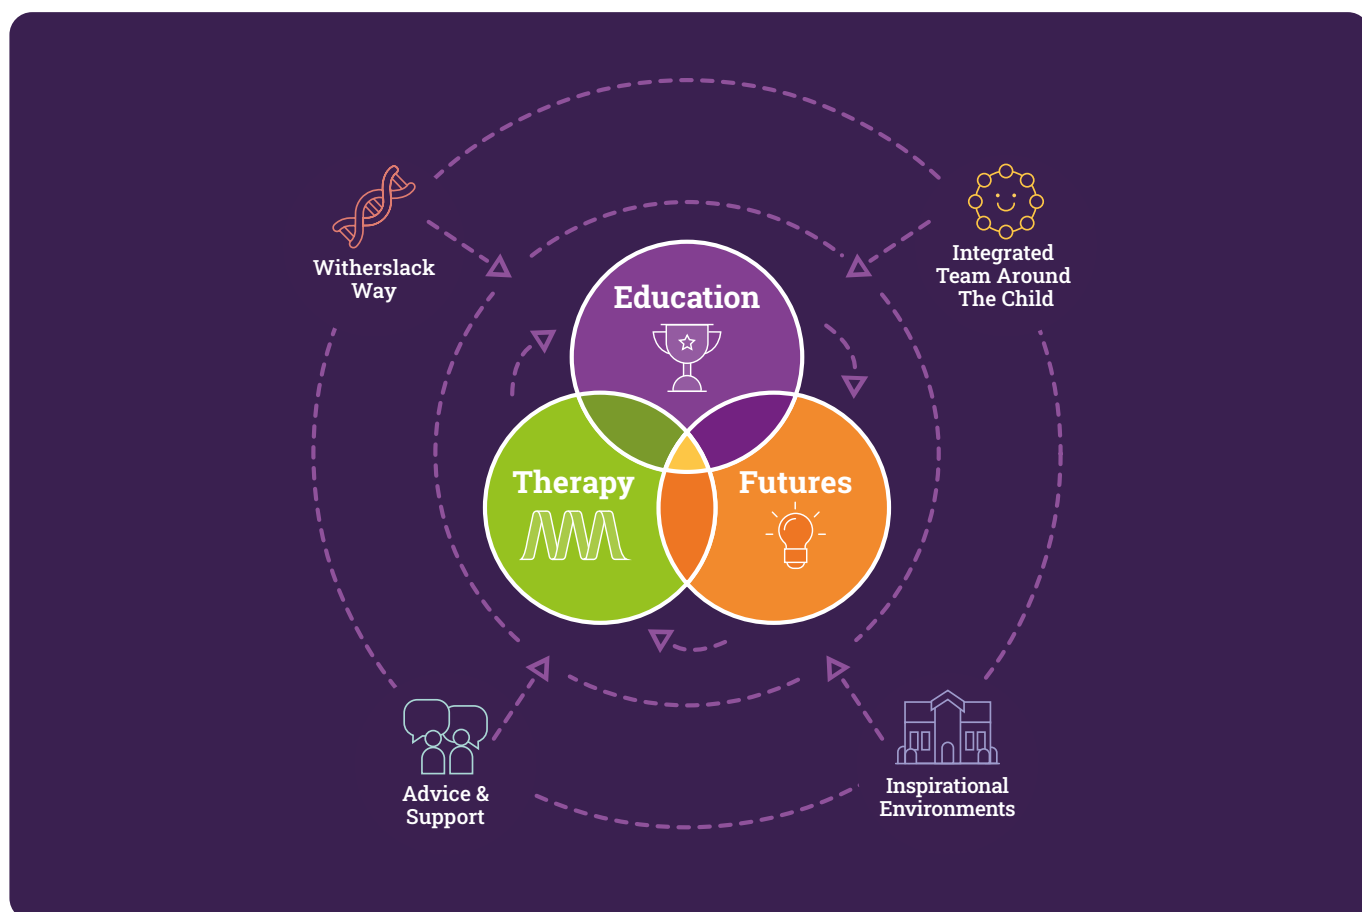 Witherslack
Way
Integrated
Team Around
The Child
Education
Therapy
Futures
Advice &
Support
Inspirational
Environments